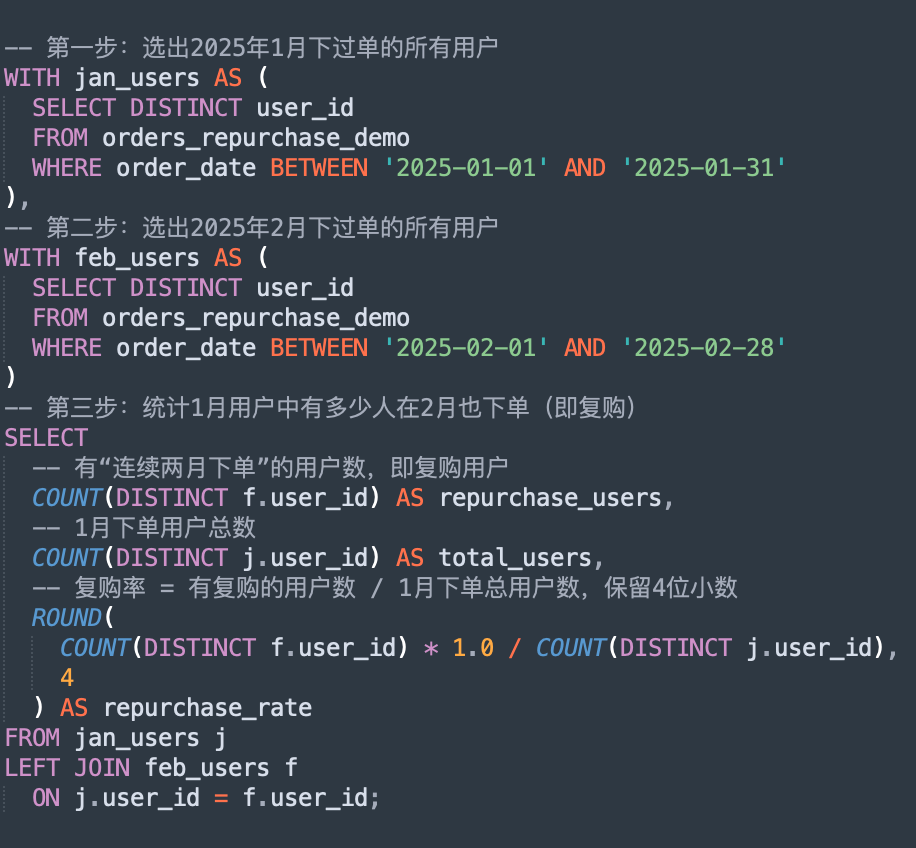 -- 第一步：选出2025年1月下过单的所有用户
WITH jan_users AS (
  SELECT DISTINCT user_id
  FROM orders_repurchase_demo
  WHERE order_date BETWEEN '2025-01-01' AND '2025-01-31'
),
-- 第二步：选出2025年2月下过单的所有用户
WITH feb_users AS (
  SELECT DISTINCT user_id
  FROM orders_repurchase_demo
  WHERE order_date BETWEEN '2025-02-01' AND '2025-02-28'
)
-- 第三步：统计1月用户中有多少人在2月也下单（即复购）
SELECT
  -- 有“连续两月下单”的用户数，即复购用户
  COUNT(DISTINCT f.user_id) AS repurchase_users,
  -- 1月下单用户总数
  COUNT(DISTINCT j.user_id) AS total_users,
  -- 复购率 = 有复购的用户数 / 1月下单总用户数，保留4位小数
  ROUND(
    COUNT(DISTINCT f.user_id) * 1.0 / COUNT(DISTINCT j.user_id),
    4
  ) AS repurchase_rate
FROM jan_users j
LEFT JOIN feb_users f
  ON j.user_id = f.user_id;